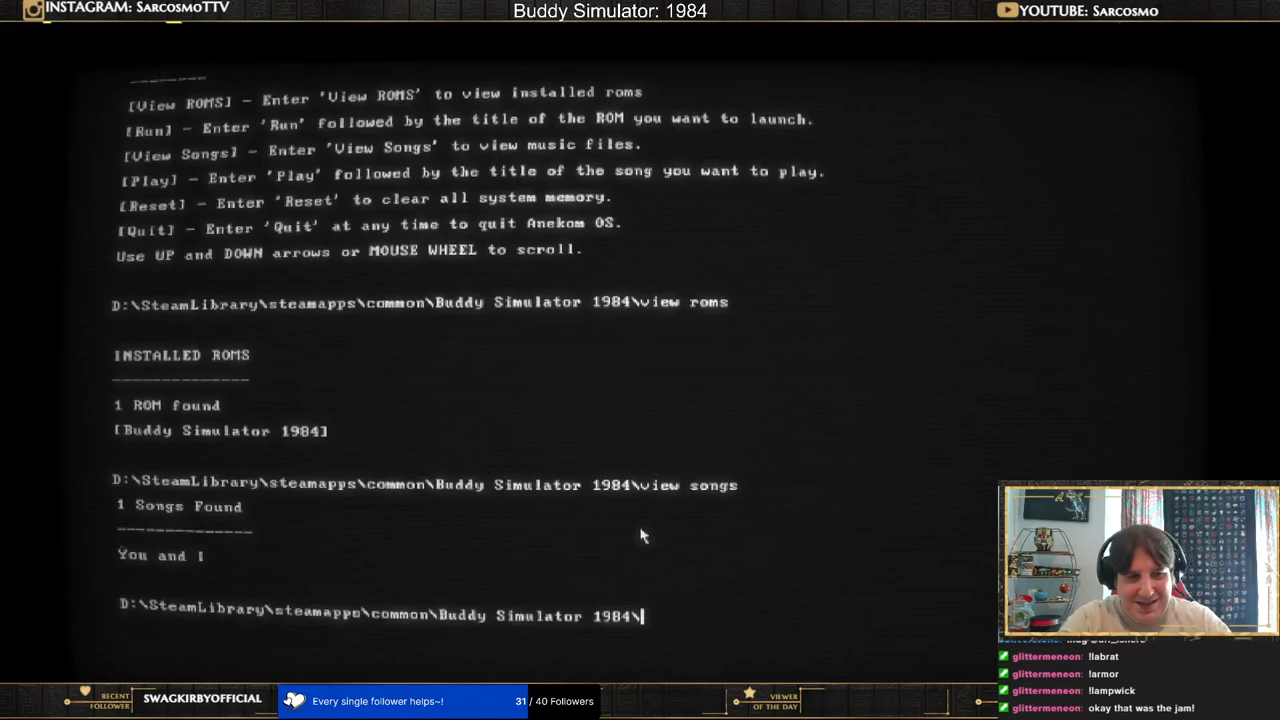 INSTAGRAM: SarcosmoTTV
Buddy Simulator: 1984
YOUTUBE: Sarcosmo
[View ROMS] - Enter 'View ROMS' to view installed roms
[Run] - Enter 'Run' followed by the title of the ROM you want to launch.
[View Songs] - Enter 'View Songs' to view music files.
[Play] - Enter 'Play' followed by the title of the song you want to play.
[Reset] - Enter 'Reset' to clear all system memory.
[Quit] - Enter 'Quit' at any time to quit Anekom OS.
Use UP and DOWN arrows or MOUSE WHEEL to scroll.
D:\SteamLibrary\steamapps\common\Buddy Simulator 1984\view roms
INSTALLED ROMS
1 ROM found
[Buddy Simulator 1984]
D:\SteamLibrary\steamapps\common\Buddy Simulator 1984\view songs
1 Songs Found
You and I
D:\SteamLibrary\steamapps\common\Buddy Simulator 1984\
glittermeneon: !labrat
glittermeneon: !armor
glittermeneon: !lampwick
glittermeneon: okay that was the jam!
RECENT FOLLOWER
SWAGKIRBYOFFICIAL
Every single follower helps~!
31 / 40 Followers
VIEWER OF THE DAY